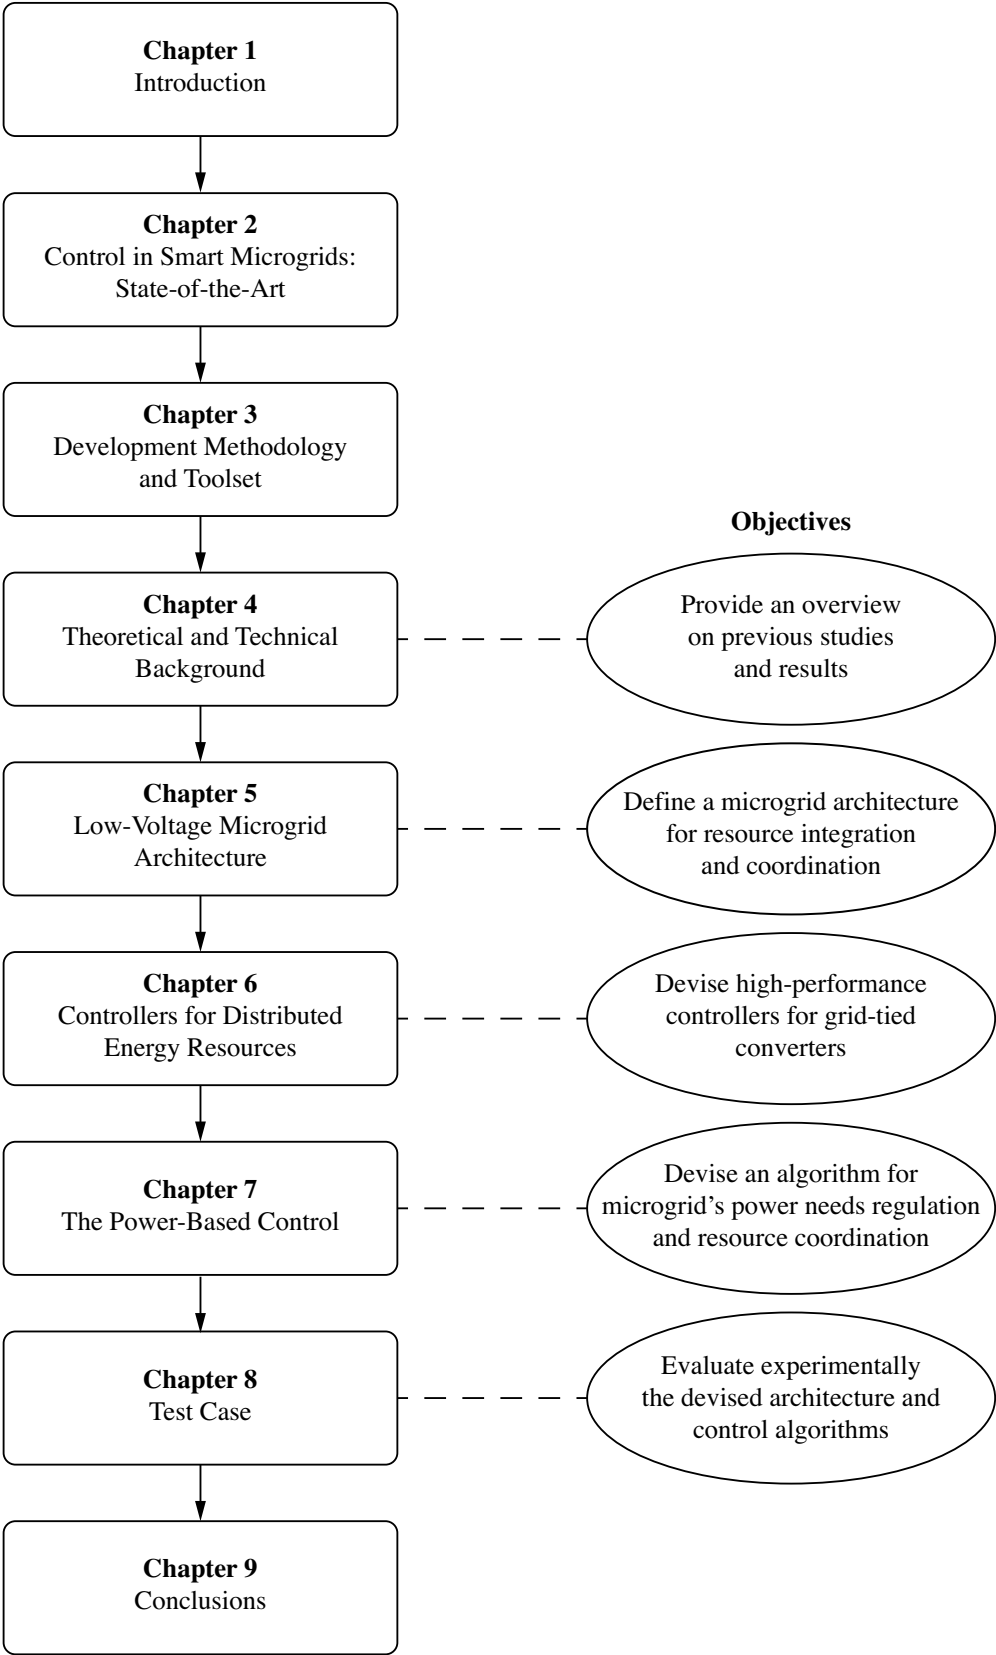 Chapter 1
Introduction
Chapter 2
Control in Smart Microgrids:
State-of-the-Art
Chapter 3
Development Methodology
and Toolset
Objectives
Chapter 4
Theoretical and Technical
Background
Provide an overview
on previous studies
and results
Chapter 5
Low-Voltage Microgrid
Architecture
Define a microgrid architecture
for resource integration
and coordination
Chapter 6
Controllers for Distributed
Energy Resources
Devise high-performance
controllers for grid-tied
converters
Chapter 7
The Power-Based Control
Devise an algorithm for
microgrid's power needs regulation
and resource coordination
Chapter 8
Test Case
Evaluate experimentally
the devised architecture and
control algorithms
Chapter 9
Conclusions